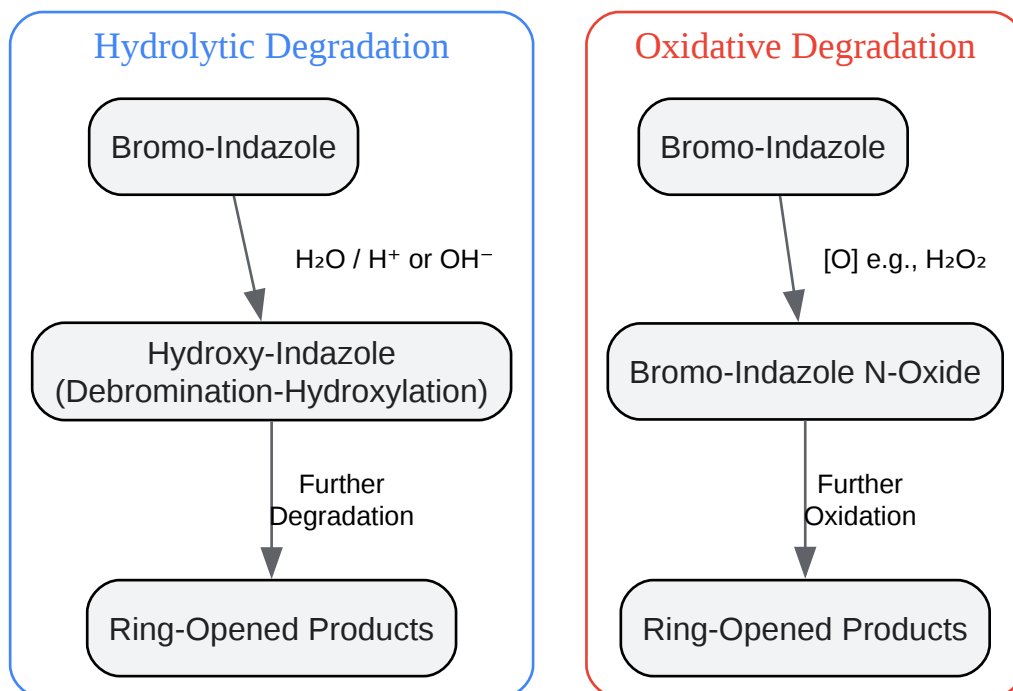 Hydrolytic Degradation
Bromo-Indazole
H₂O / H⁺ or OH⁻
Hydroxy-Indazole
(Debromination-Hydroxylation)
Further
Degradation
Ring-Opened Products
Oxidative Degradation
Bromo-Indazole
[O] e.g., H₂O₂
Bromo-Indazole N-Oxide
Further
Oxidation
Ring-Opened Products